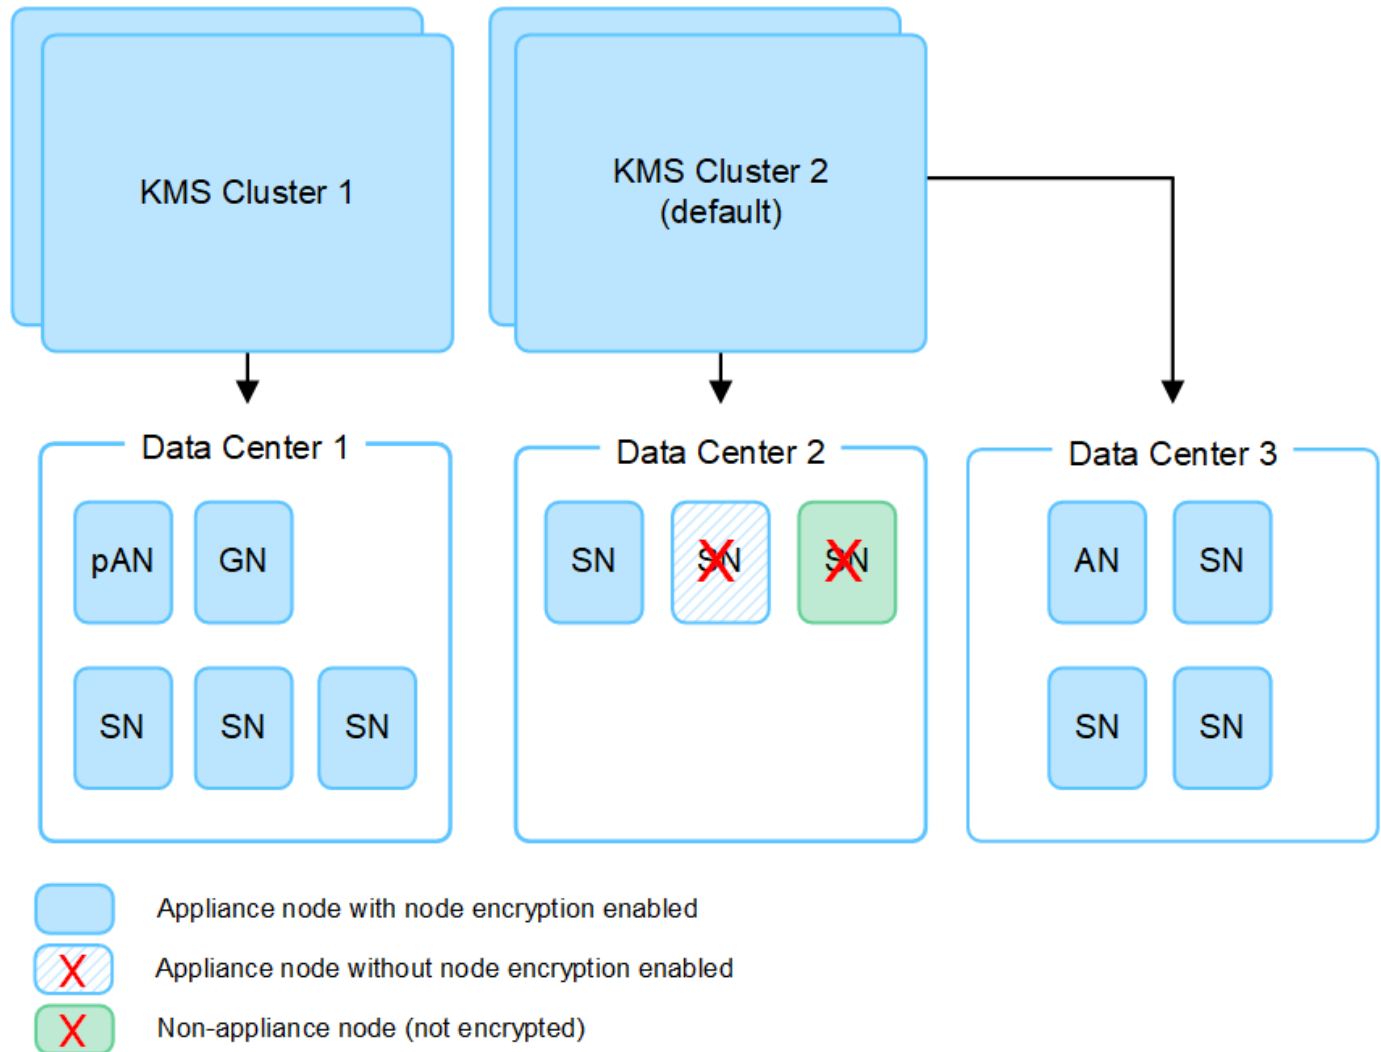 KMS Cluster 1
KMS Cluster 2
(default)
Data Center 1
Data Center 2
Data Center 3
pAN
GN
SN
SN
SN
SN
SN
SN
AN
SN
SN
SN
Appliance node with node encryption enabled
X
Appliance node without node encryption enabled
X
Non-appliance node (not encrypted)